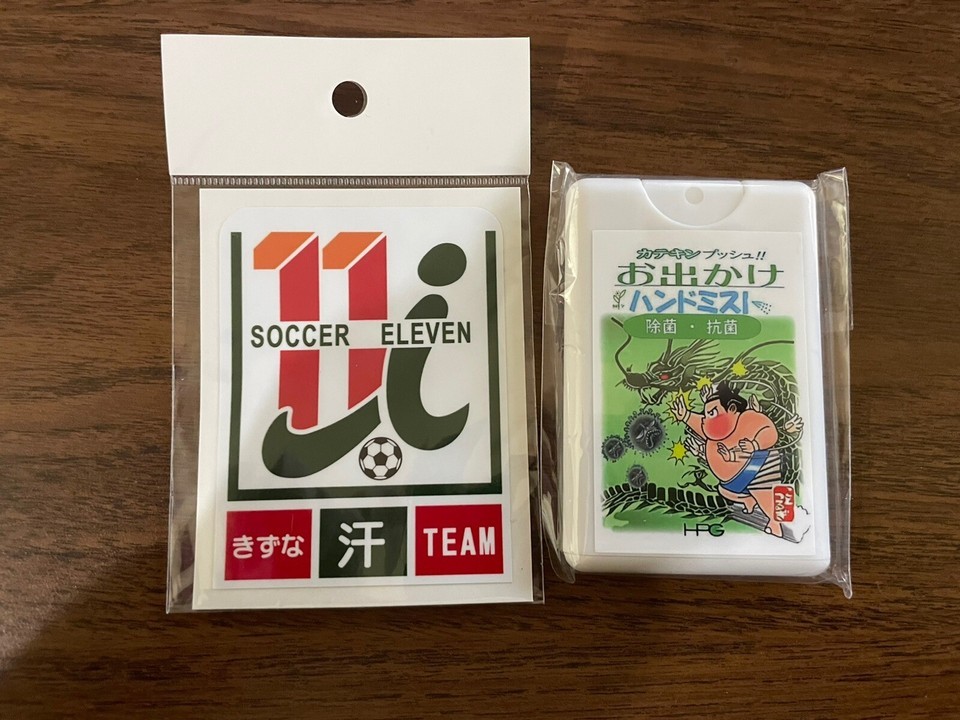 11
SOCCER ELEVEN
きずな 汗 TEAM
カテキンプッシュ!!
お出かけ
ハンドミスト
除菌・抗菌
HPG